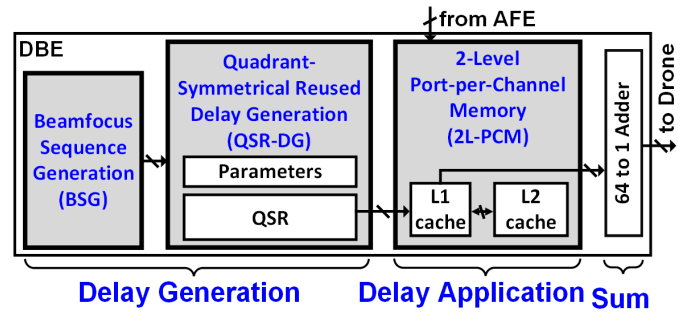 from AFE
DBE
Beamfocus
Sequence
Generation
(BSG)
Quadrant-
Symmetrical Reused
Delay Generation
(QSR-DG)
Parameters
QSR
2-Level
Port-per-Channel
Memory
(2L-PCM)
L1
cache
L2
cache
64 to 1 Adder
to Drone
Delay Generation
Delay Application
Sum